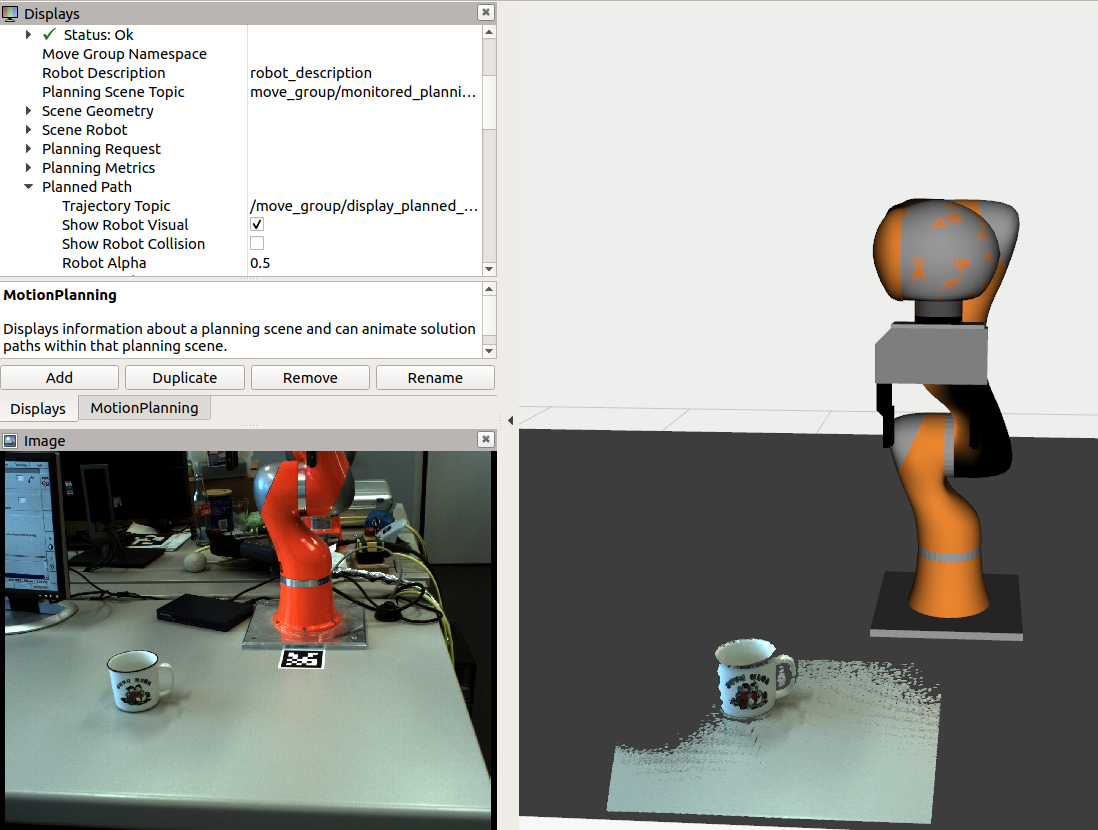 Displays
Status: Ok
Move Group Namespace
Robot Description robot_description
Planning Scene Topic move_group/monitored_planni...
Scene Geometry
Scene Robot
Planning Request
Planning Metrics
Planned Path
Trajectory Topic /move_group/display_planned_...
Show Robot Visual
Show Robot Collision
Robot Alpha 0.5
MotionPlanning
Displays information about a planning scene and can animate solution
paths within that planning scene.
Add Duplicate Remove Rename
Displays MotionPlanning
Image